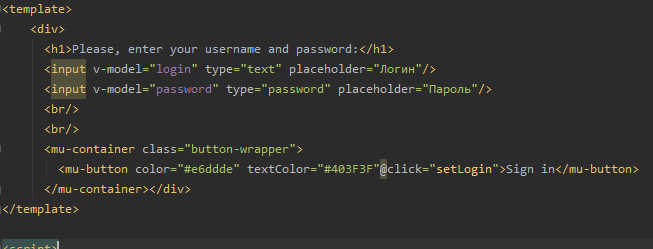 <template>
<div>
<h1>Please, enter your username and password:</h1>
<input v-model="login" type="text" placeholder="Логин"/>
<input v-model="password" type="password" placeholder="Пароль"/>
<br/>
<br/>
<mu-container class="button-wrapper">
<mu-button color="#e6ddde" textColor="#403F3F"@click="setLogin">Sign in</mu-button>
</mu-container></div>
</template>
<script>